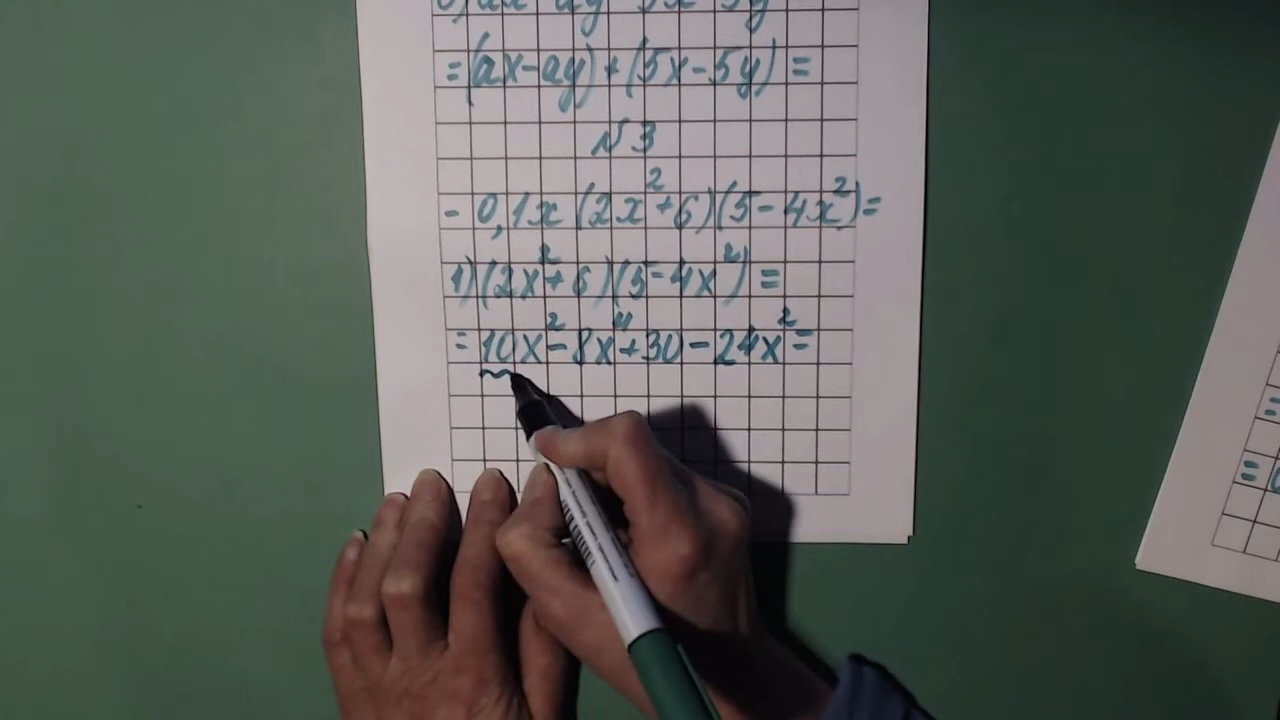 = (ax-ay) + (5x-5y) =
№3
- 0,1x (2x²+6)(5-4x²)=
1) (2x²+6)(5-4x²) =
= 10x² - 8x⁴ + 30 - 24x² =